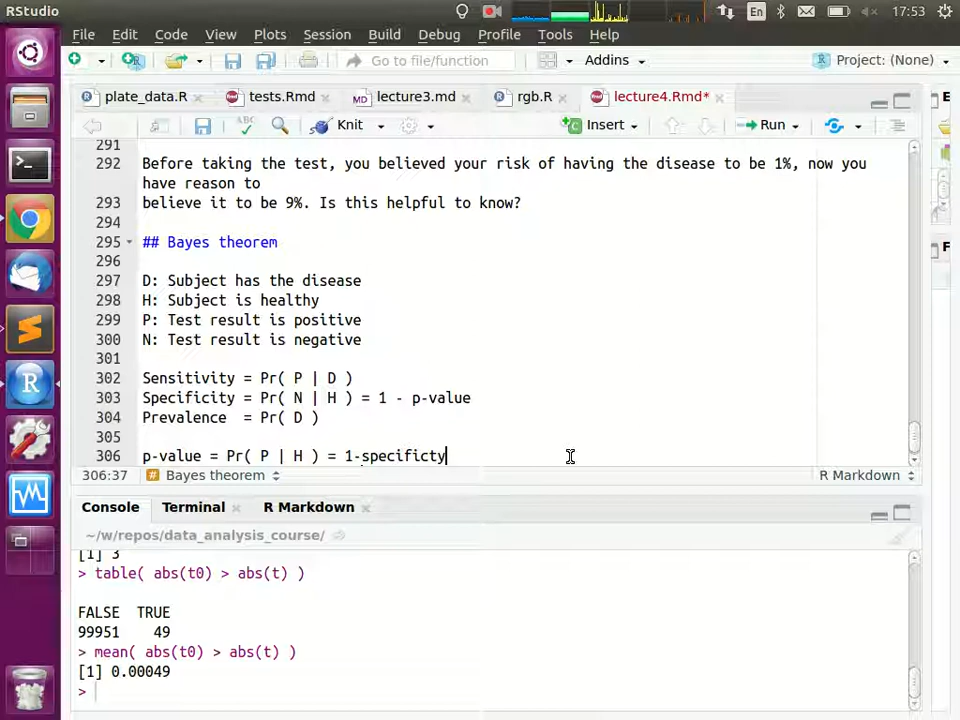 RStudio
En
17:53
File Edit Code View Plots Session Build Debug Profile Tools Help
Go to file/function
Addins
Project: (None)
plate_data.R
tests.Rmd
lecture3.md
rgb.R
lecture4.Rmd*
E
ABC
Knit
Insert
Run
291
292 Before taking the test, you believed your risk of having the disease to be 1%, now you
have reason to
293 believe it to be 9%. Is this helpful to know?
294
295 ## Bayes theorem
296
297 D: Subject has the disease
298 H: Subject is healthy
299 P: Test result is positive
300 N: Test result is negative
301
302 Sensitivity = Pr( P | D )
303 Specificity = Pr( N | H ) = 1 - p-value
304 Prevalence  = Pr( D )
305
306 p-value = Pr( P | H ) = 1-specificty
F
306:37
# Bayes theorem
R Markdown
Console Terminal R Markdown
~/w/repos/data_analysis_course/
[1] 3
> table( abs(t0) > abs(t) )
FALSE  TRUE
99951    49
> mean( abs(t0) > abs(t) )
[1] 0.00049
>